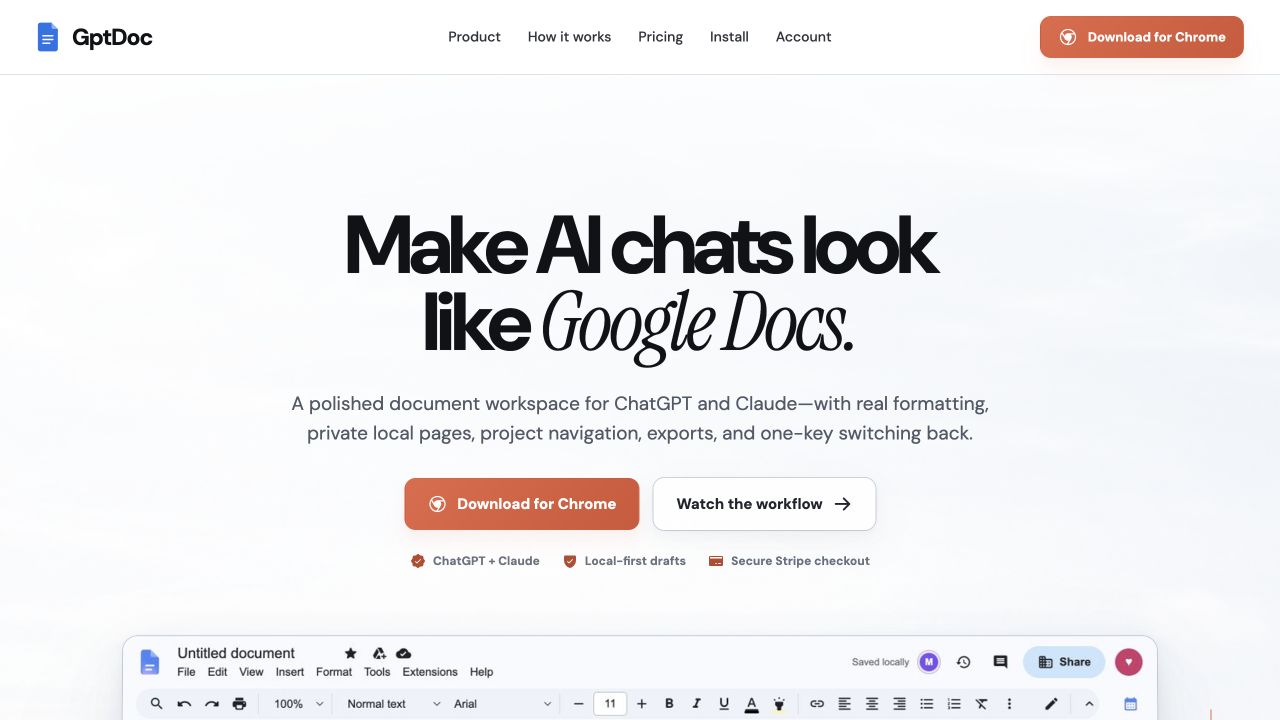 GptDoc
Product
How it works
Pricing
Install
Account
Download for Chrome
Make AI chats look
like Google Docs.
A polished document workspace for ChatGPT and Claude—with real formatting,
private local pages, project navigation, exports, and one-key switching back.
Download for Chrome
Watch the workflow
ChatGPT + Claude
Local-first drafts
Secure Stripe checkout
Untitled document
File Edit View Insert Format Tools Extensions Help
Saved locally
M
Share
100%
Normal text
Arial
11
B I U A